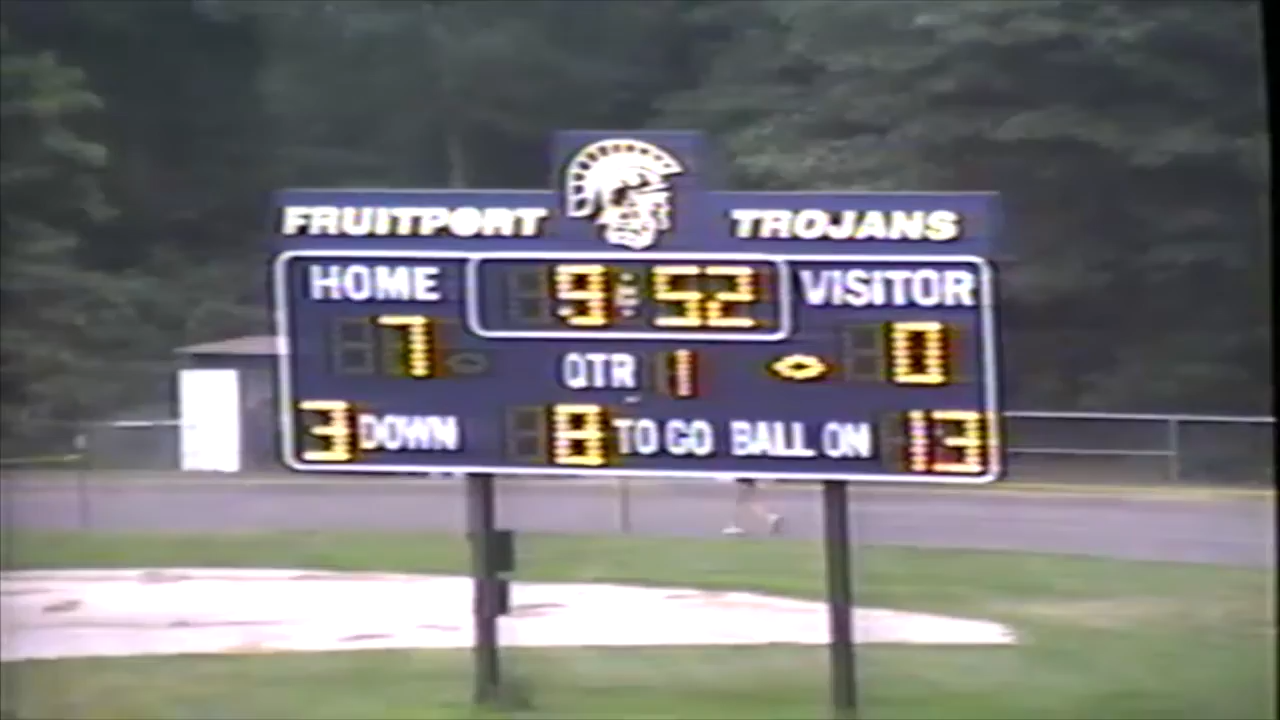 FRUITPORT TROJANS
HOME 9:52 VISITOR
7 QTR 1 0
3 DOWN 8 TO GO BALL ON 13